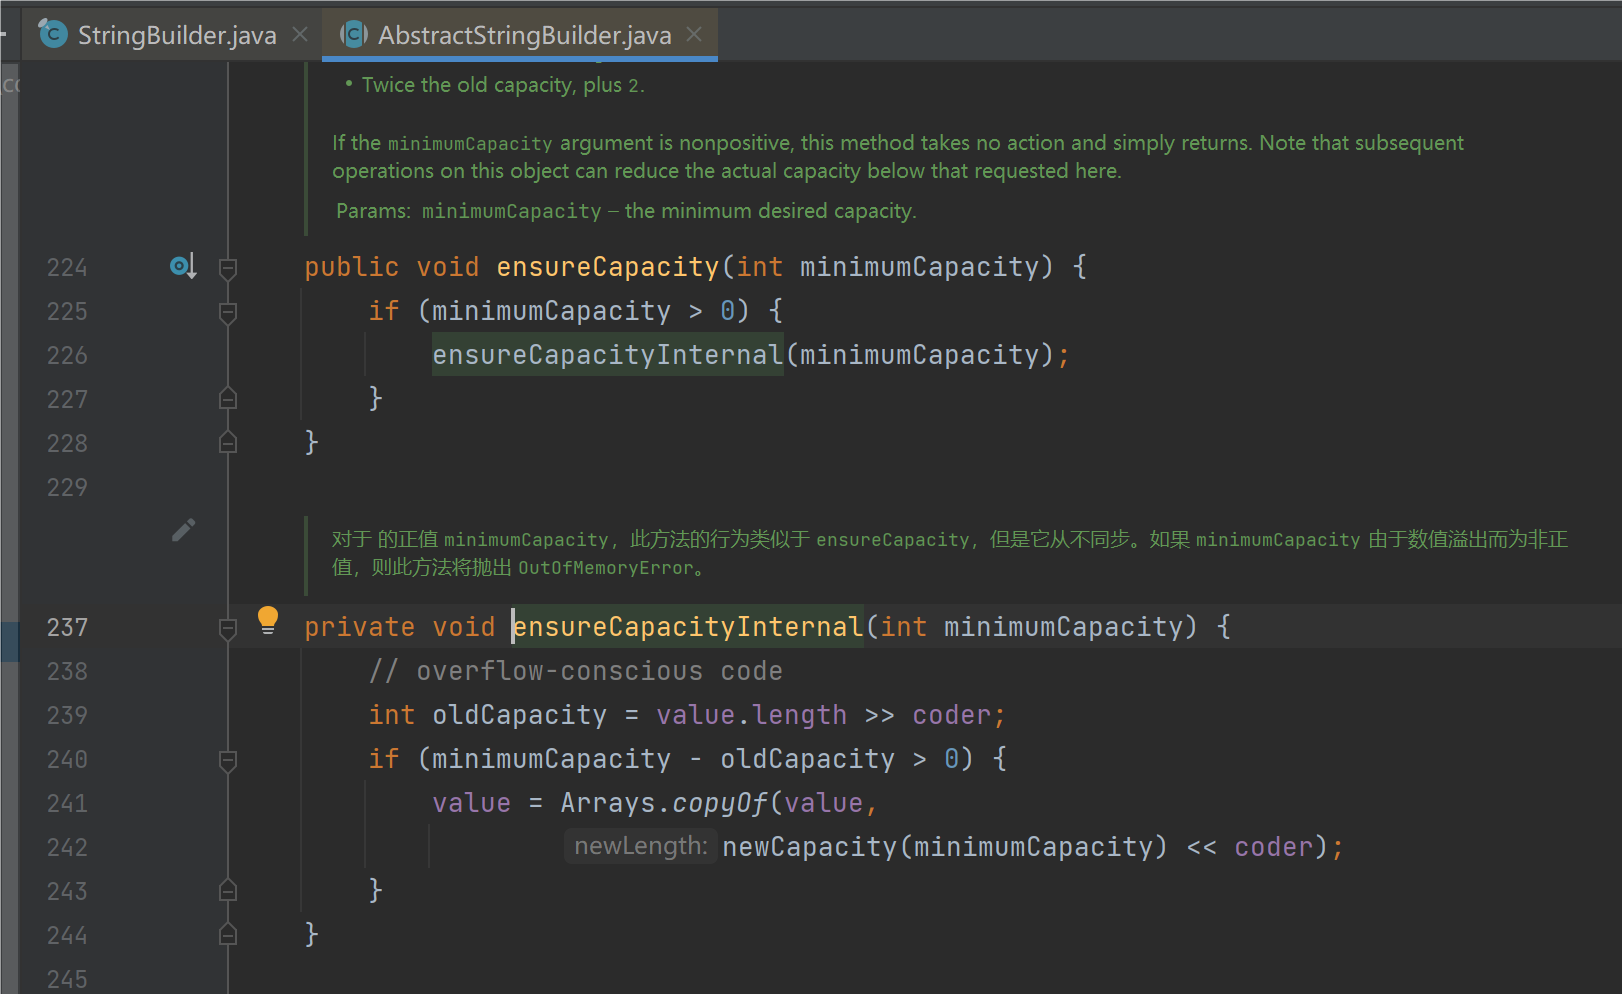 StringBuilder.java
AbstractStringBuilder.java
• Twice the old capacity, plus 2.
If the minimumCapacity argument is nonpositive, this method takes no action and simply returns. Note that subsequent
operations on this object can reduce the actual capacity below that requested here.
Params: minimumCapacity – the minimum desired capacity.
224 public void ensureCapacity(int minimumCapacity) {
225 if (minimumCapacity > 0) {
226 ensureCapacityInternal(minimumCapacity);
227 }
228 }
229
对于 的正值 minimumCapacity，此方法的行为类似于 ensureCapacity，但是它从不同步。如果 minimumCapacity 由于数值溢出而为非正
值，则此方法将抛出 OutOfMemoryError。
237 private void ensureCapacityInternal(int minimumCapacity) {
238 // overflow-conscious code
239 int oldCapacity = value.length >> coder;
240 if (minimumCapacity - oldCapacity > 0) {
241 value = Arrays.copyOf(value,
242 newLength: newCapacity(minimumCapacity) << coder);
243 }
244 }
245